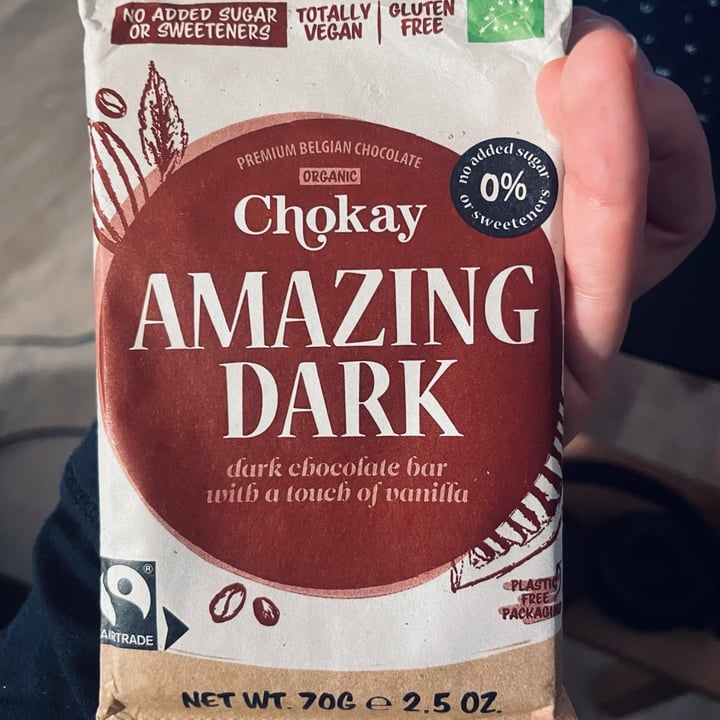 NO ADDED SUGAR
OR SWEETENERS
TOTALLY
VEGAN
GLUTEN
FREE
PREMIUM BELGIAN CHOCOLATE
ORGANIC
Chokay
no added sugar
0%
or sweeteners
AMAZING
DARK
dark chocolate bar
with a touch of vanilla
FAIRTRADE
PLASTIC
FREE
PACKAGING
NET WT. 70G e 2.5 OZ.